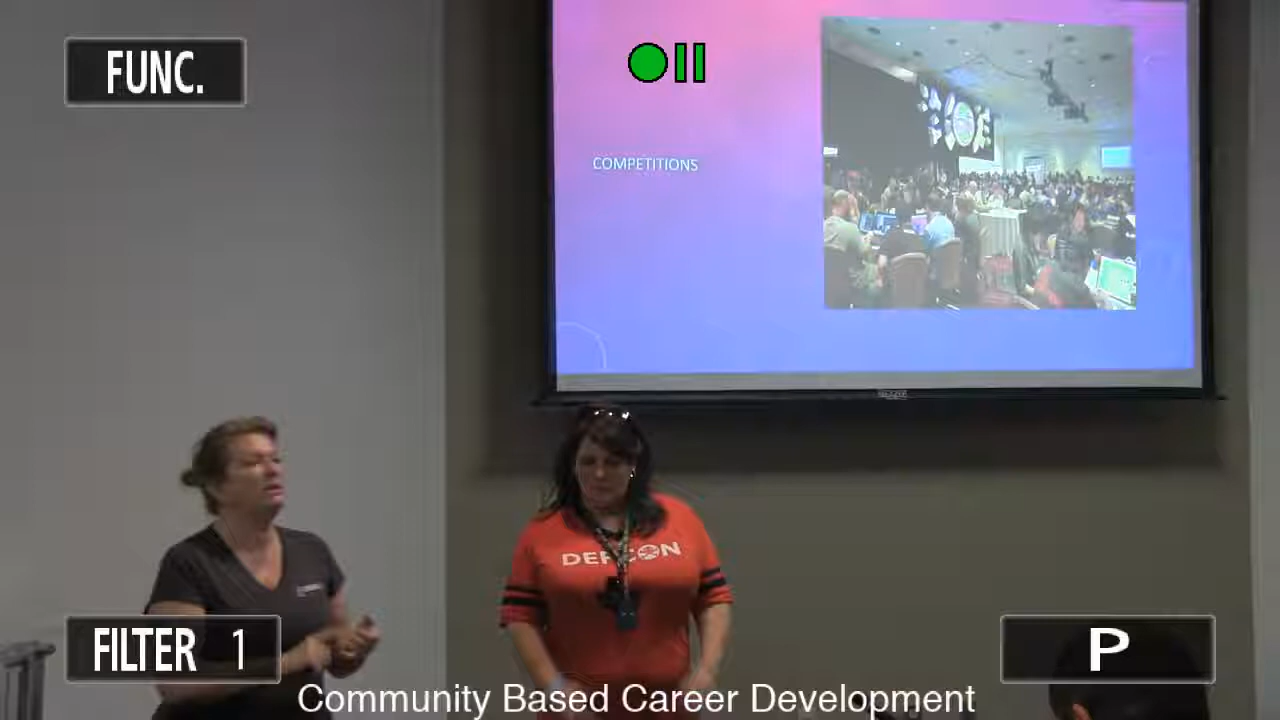 FUNC.
COMPETITIONS
DEFCON
FILTER 1
P
Community Based Career Development